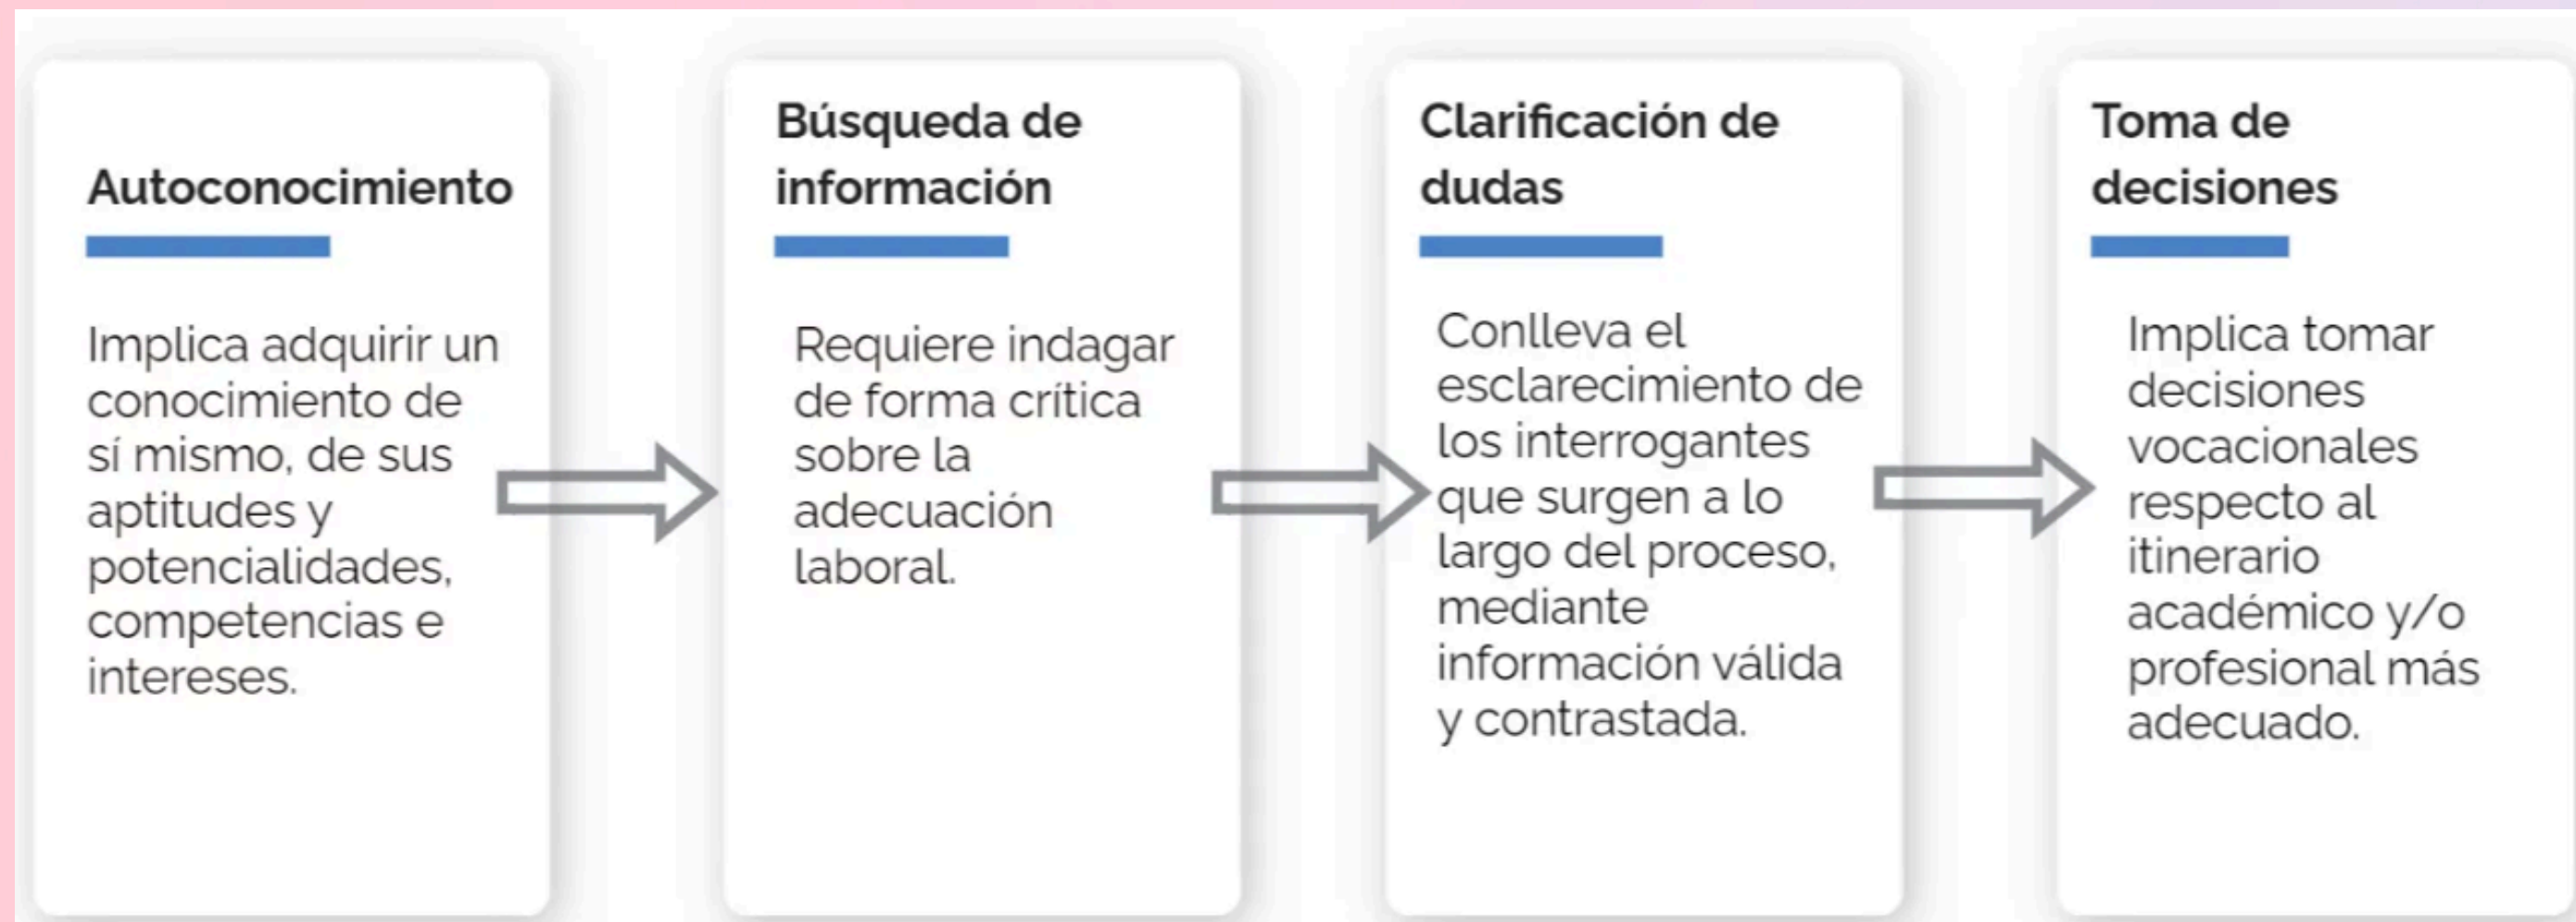 Autoconocimiento
Implica adquirir un
conocimiento de
sí mismo, de sus
aptitudes y
potencialidades,
competencias e
intereses.
Búsqueda de
información
Requiere indagar
de forma crítica
sobre la
adecuación
laboral.
Clarificación de
dudas
Conlleva el
esclarecimiento de
los interrogantes
que surgen a lo
largo del proceso,
mediante
información válida
y contrastada.
Toma de
decisiones
Implica tomar
decisiones
vocacionales
respecto al
itinerario
académico y/o
profesional más
adecuado.